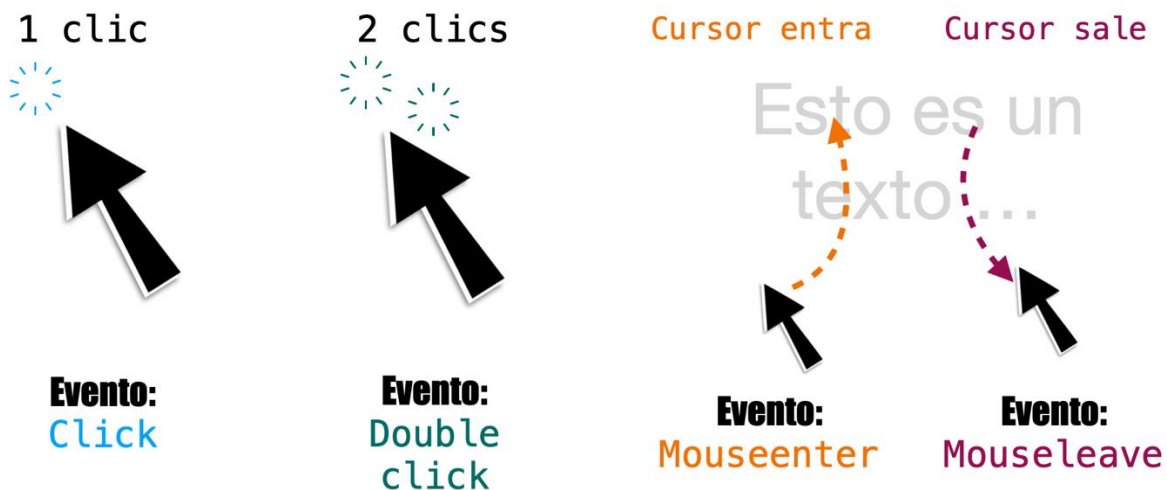 1 clic
Evento:
Click
2 clics
Evento:
Double
click
Cursor entra
Cursor sale
Esto es un
texto ...
Evento:
Mouseenter
Evento:
Mouseleave